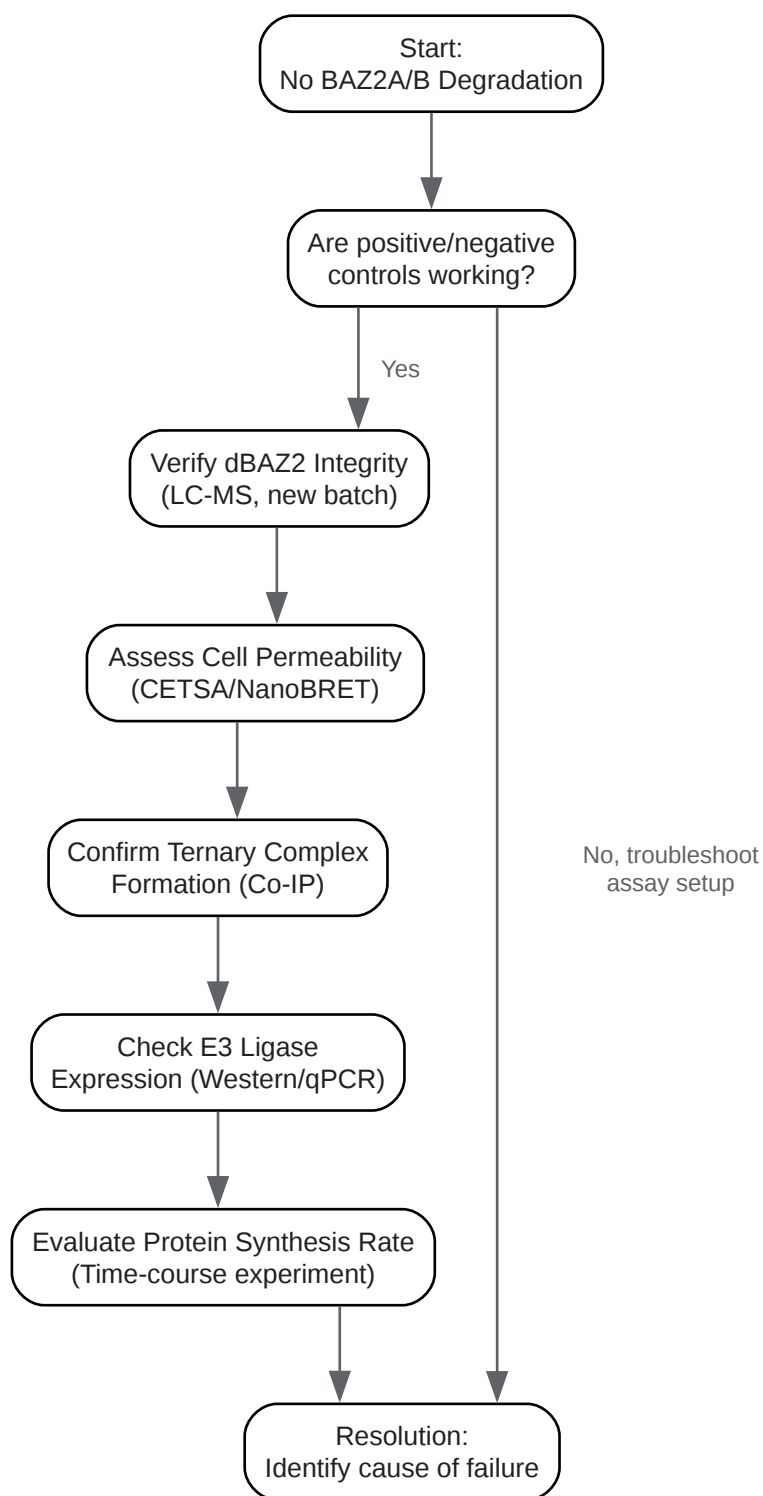 Start:
No BAZ2A/B Degradation
Are positive/negative
controls working?
Yes
Verify dBAZ2 Integrity
(LC-MS, new batch)
Assess Cell Permeability
(CETSA/NanoBRET)
Confirm Ternary Complex
Formation (Co-IP)
No, troubleshoot
assay setup
Check E3 Ligase
Expression (Western/qPCR)
Evaluate Protein Synthesis Rate
(Time-course experiment)
Resolution:
Identify cause of failure